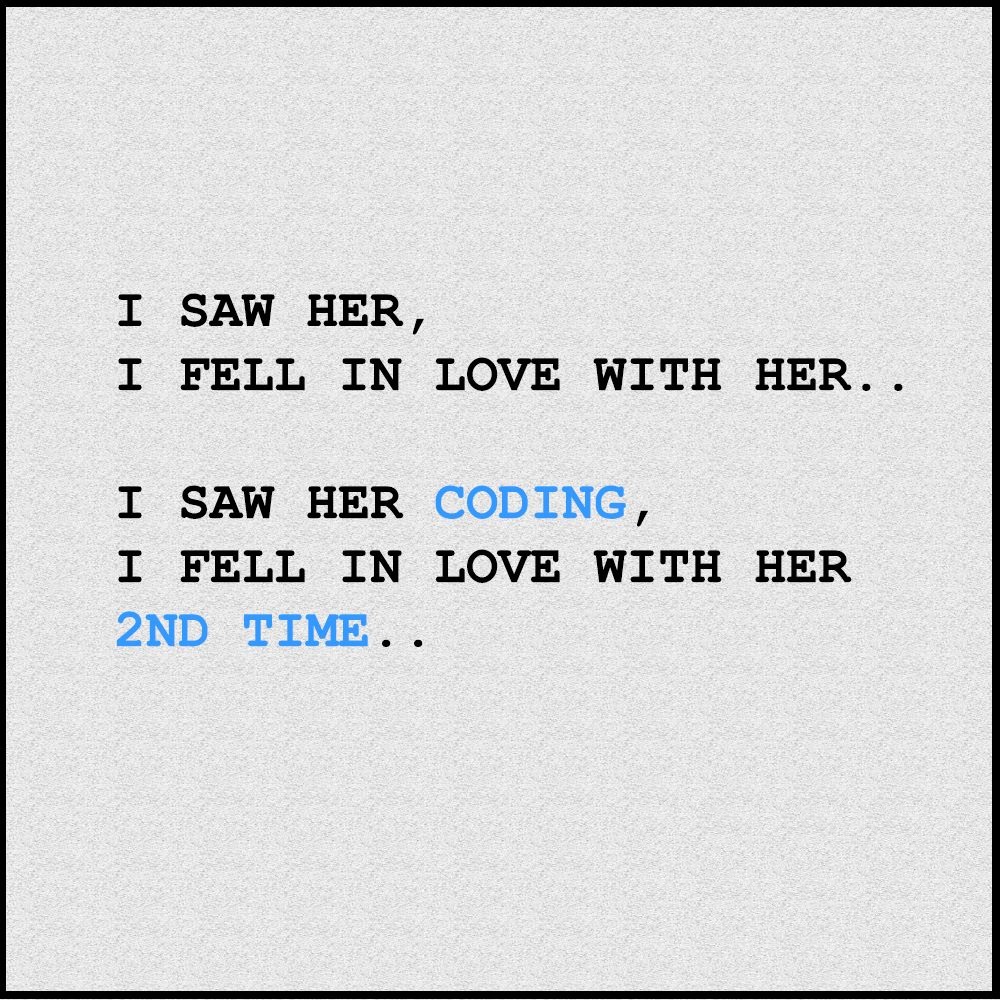 I SAW HER,
I FELL IN LOVE WITH HER..
I SAW HER CODING,
I FELL IN LOVE WITH HER
2ND TIME..